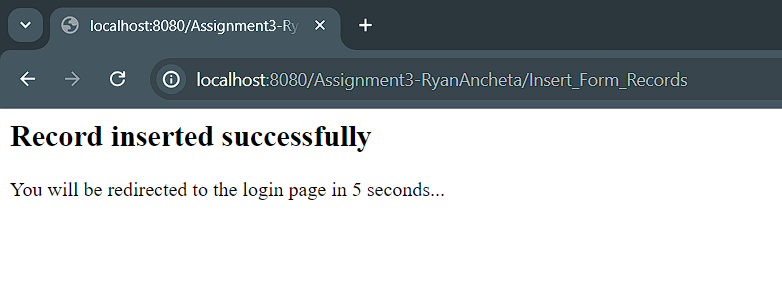 localhost:8080/Assignment3-Ry
localhost:8080/Assignment3-RyanAncheta/Insert_Form_Records
Record inserted successfully
You will be redirected to the login page in 5 seconds...